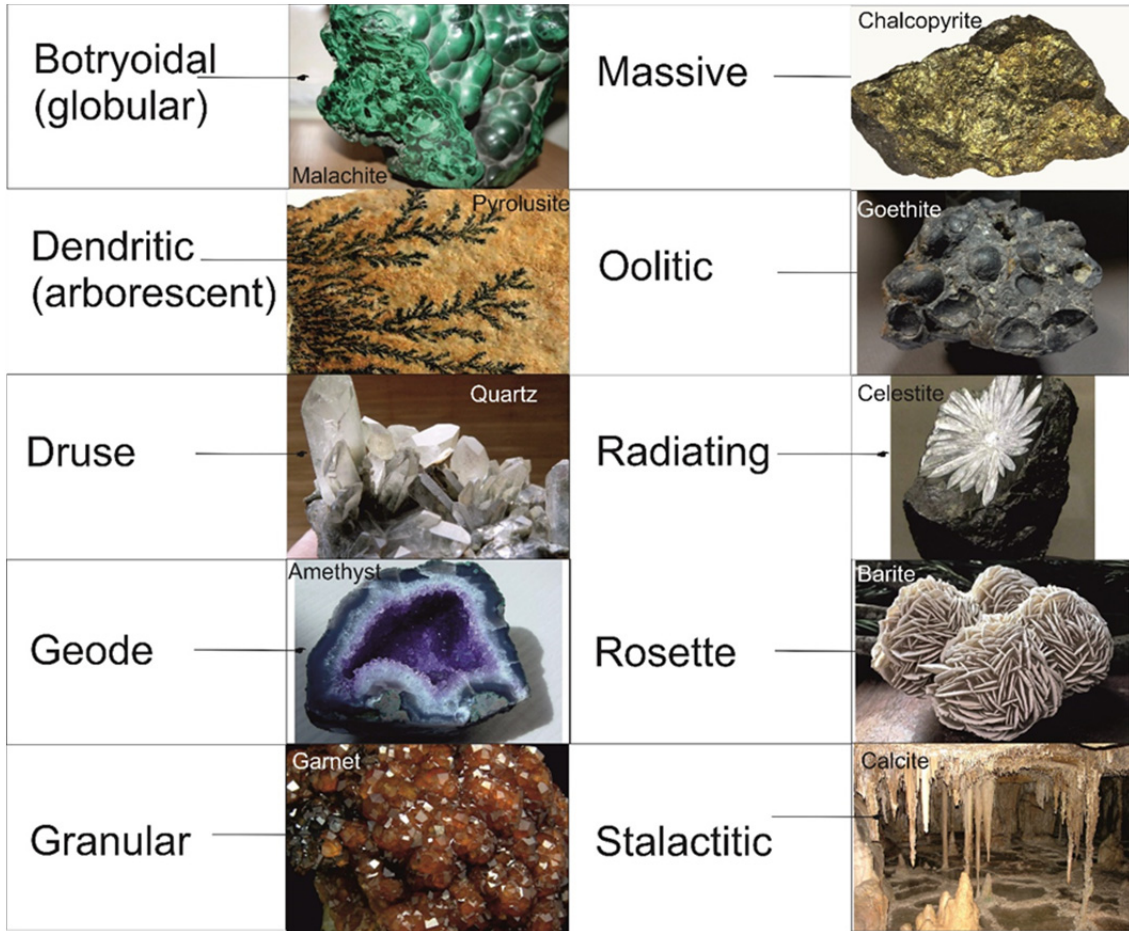 Botryoidal
(globular)
Malachite
Massive
Chalcopyrite
Dendritic
(arborescent)
Pyrolusite
Oolitic
Goethite
Druse
Quartz
Radiating
Celestite
Geode
Amethyst
Rosette
Barite
Granular
Garnet
Stalactitic
Calcite